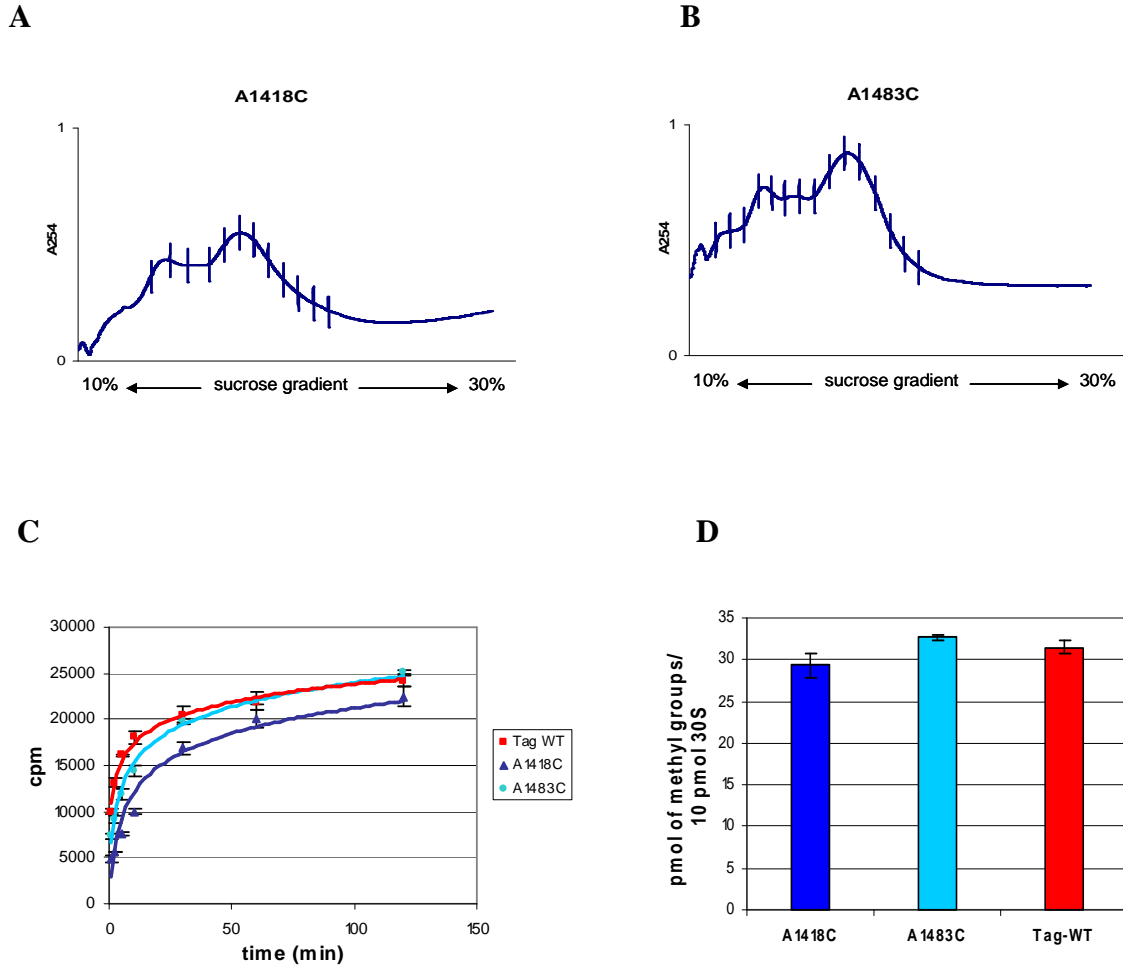 A
B
A1418C
A1483C
1
A254
0
10% sucrose gradient 30%
1
A254
0
10% sucrose gradient 30%
C
D
30000
25000
20000
15000
10000
5000
0
cpm
0 50 100 150
time (min)
Tag WT
A1418C
A1483C
35
30
25
20
15
10
5
0
pmol of methyl groups/
10 pmol 30S
A1418C A1483C Tag-WT